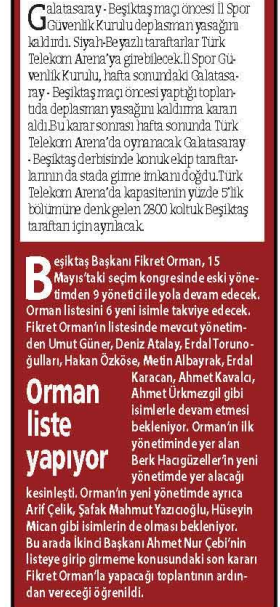 Galatasaray - Beşiktaş maçı öncesi İl Spor
Güvenlik Kurulu deplasman yasağını
kaldırdı. Siyah-Beyazlı taraftarlar Türk
Telekom Arena'ya girebilecek.İl Spor Gü-
venlik Kurulu, hafta sonundaki Galatasa-
ray - Beşiktaş maçı öncesi yaptığı toplan-
tıda deplasman yasağını kaldırma kararı
aldı.Bu karar sonrası hafta sonunda Türk
Telekom Arena'da oynanacak Galatasaray
- Beşiktaş derbisinde konuk ekip taraftar-
larının da stada girme imkanı doğdu.Türk
Telekom Arena'da kapasitenin yüzde 5'lik
bölümüne denk gelen 2800 koltuk Beşiktaş
taraftarı için ayrılacak.
Beşiktaş Başkanı Fikret Orman, 15
Mayıs'taki seçim kongresinde eski yöne-
timden 9 yönetici ile yola devam edecek.
Orman listesini 6 yeni isimle takviye edecek.
Fikret Orman'ın listesinde mevcut yönetim-
den Umut Güner, Deniz Atalay, Erdal Toruno-
ğulları, Hakan Özköse, Metin Albayrak, Erdal
Karacan, Ahmet Kavalcı,
Ahmet Ürkmezgil gibi
isimlerle devam etmesi
bekleniyor. Orman'ın ilk
yönetiminde yer alan
Berk Hacıgüzeller'in yeni
yönetimde yer alacağı
Orman
liste
yapıyor
kesinleşti. Orman'ın yeni yönetimde ayrıca
Arif Çelik, Şafak Mahmut Yazıcıoğlu, Hüseyin
Mican gibi isimlerin de olması bekleniyor.
Bu arada İkinci Başkanı Ahmet Nur Çebi'nin
listeye girip girmeme konusundaki son kararı
Fikret Orman'la yapacağı toplantının ardın-
dan vereceği öğrenildi.